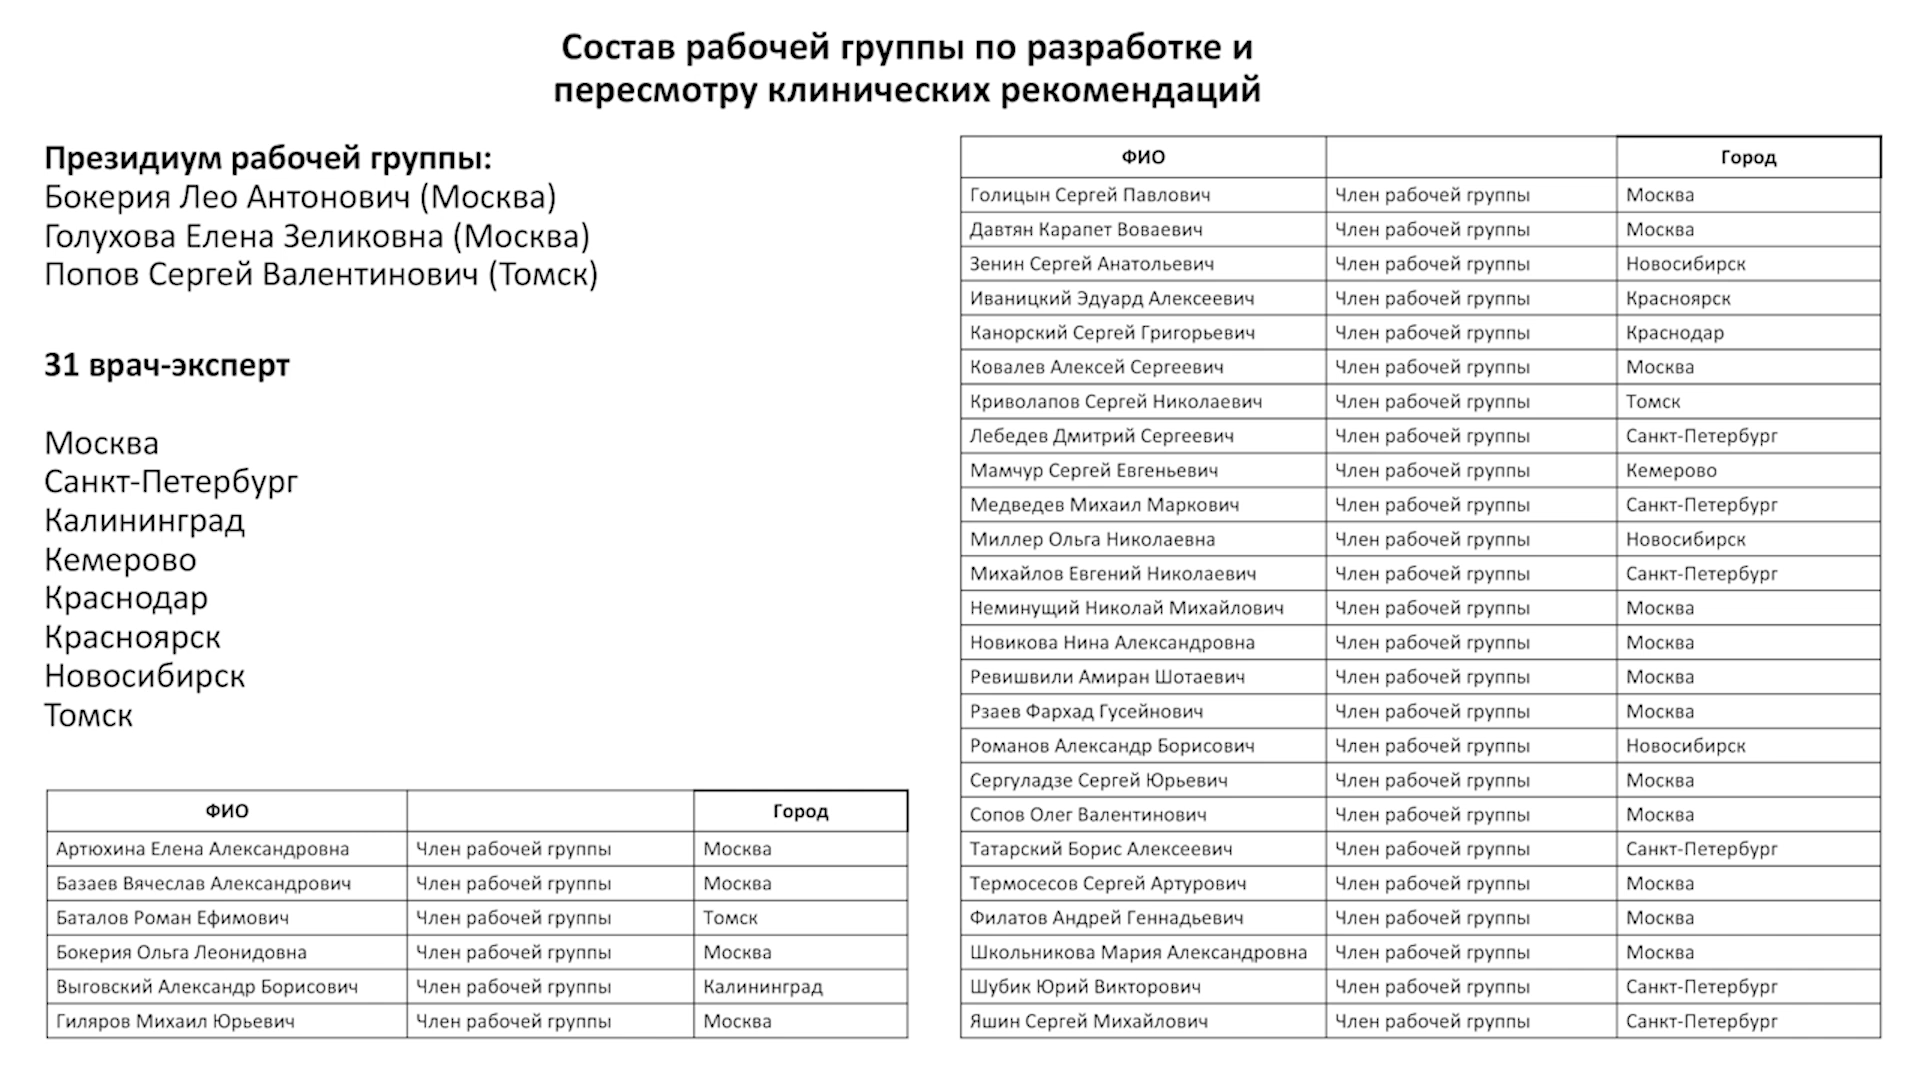 Состав рабочей группы по разработке и
пересмотру клинических рекомендаций
Президиум рабочей группы:
Бокерия Лео Антонович (Москва)
Голухова Елена Зеликовна (Москва)
Попов Сергей Валентинович (Томск)
31 врач-эксперт
Москва
Санкт-Петербург
Калининград
Кемерово
Краснодар
Красноярск
Новосибирск
Томск
ФИО Город
Артюхина Елена Александровна Член рабочей группы Москва
Базаев Вячеслав Александрович Член рабочей группы Москва
Баталов Роман Ефимович Член рабочей группы Томск
Бокерия Ольга Леонидовна Член рабочей группы Москва
Выговский Александр Борисович Член рабочей группы Калининград
Гиляров Михаил Юрьевич Член рабочей группы Москва
ФИО Город
Голицын Сергей Павлович Член рабочей группы Москва
Давтян Карапет Воваевич Член рабочей группы Москва
Зенин Сергей Анатольевич Член рабочей группы Новосибирск
Иваницкий Эдуард Алексеевич Член рабочей группы Красноярск
Канорский Сергей Григорьевич Член рабочей группы Краснодар
Ковалев Алексей Сергеевич Член рабочей группы Москва
Криволапов Сергей Николаевич Член рабочей группы Томск
Лебедев Дмитрий Сергеевич Член рабочей группы Санкт-Петербург
Мамчур Сергей Евгеньевич Член рабочей группы Кемерово
Медведев Михаил Маркович Член рабочей группы Санкт-Петербург
Миллер Ольга Николаевна Член рабочей группы Новосибирск
Михайлов Евгений Николаевич Член рабочей группы Санкт-Петербург
Неминущий Николай Михайлович Член рабочей группы Москва
Новикова Нина Александровна Член рабочей группы Москва
Ревишвили Амиран Шотаевич Член рабочей группы Москва
Рзаев Фархад Гусейнович Член рабочей группы Москва
Романов Александр Борисович Член рабочей группы Новосибирск
Сергуладзе Сергей Юрьевич Член рабочей группы Москва
Сопов Олег Валентинович Член рабочей группы Москва
Татарский Борис Алексеевич Член рабочей группы Санкт-Петербург
Термосесов Сергей Артурович Член рабочей группы Москва
Филатов Андрей Геннадьевич Член рабочей группы Москва
Школьникова Мария Александровна Член рабочей группы Москва
Шубик Юрий Викторович Член рабочей группы Санкт-Петербург
Яшин Сергей Михайлович Член рабочей группы Санкт-Петербург